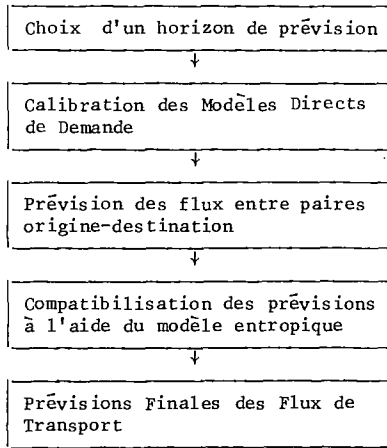 Choix d'un horizon de prévision
↓
Calibration des Modèles Directs
de Demande
↓
Prévision des flux entre paires
origine-destination
↓
Compatibilisation des prévisions
à l'aide du modèle entropique
↓
Prévisions Finales des Flux de
Transport